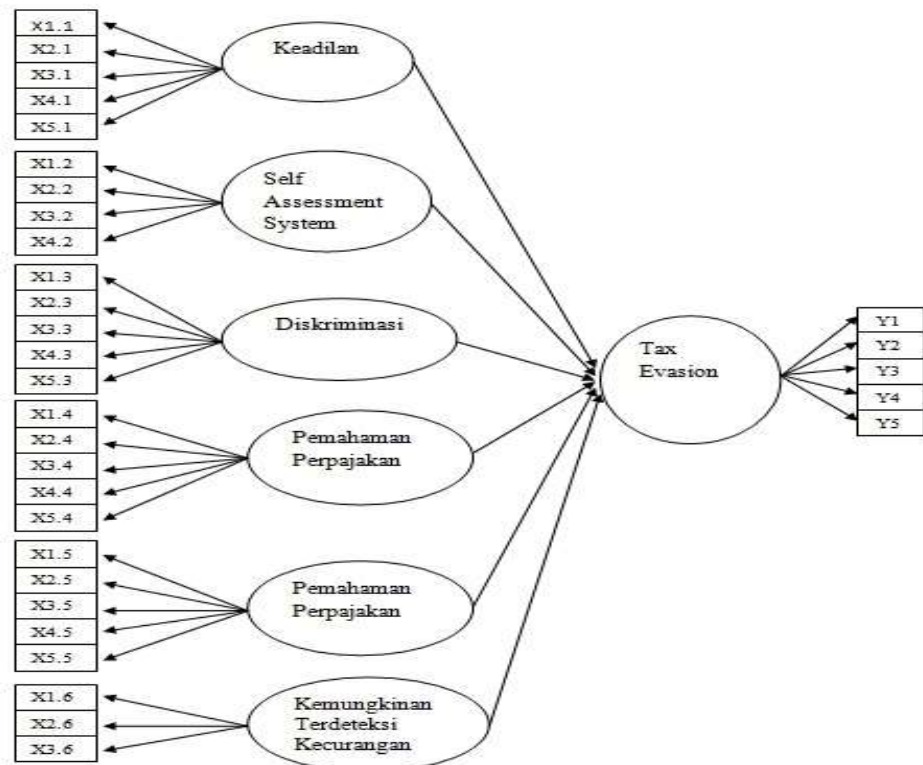 X1.1
X2.1
X3.1
X4.1
X5.1
Keadilan
X1.2
X2.2
X3.2
X4.2
Self
Assessment
System
X1.3
X2.3
X3.3
X4.3
X5.3
Diskriminasi
Tax
Evasion
Y1
Y2
Y3
Y4
Y5
X1.4
X2.4
X3.4
X4.4
X5.4
Pemahaman
Perpajakan
X1.5
X2.5
X3.5
X4.5
X5.5
Pemahaman
Perpajakan
X1.6
X2.6
X3.6
Kemungkinan
Terdeteksi
Kecurangan